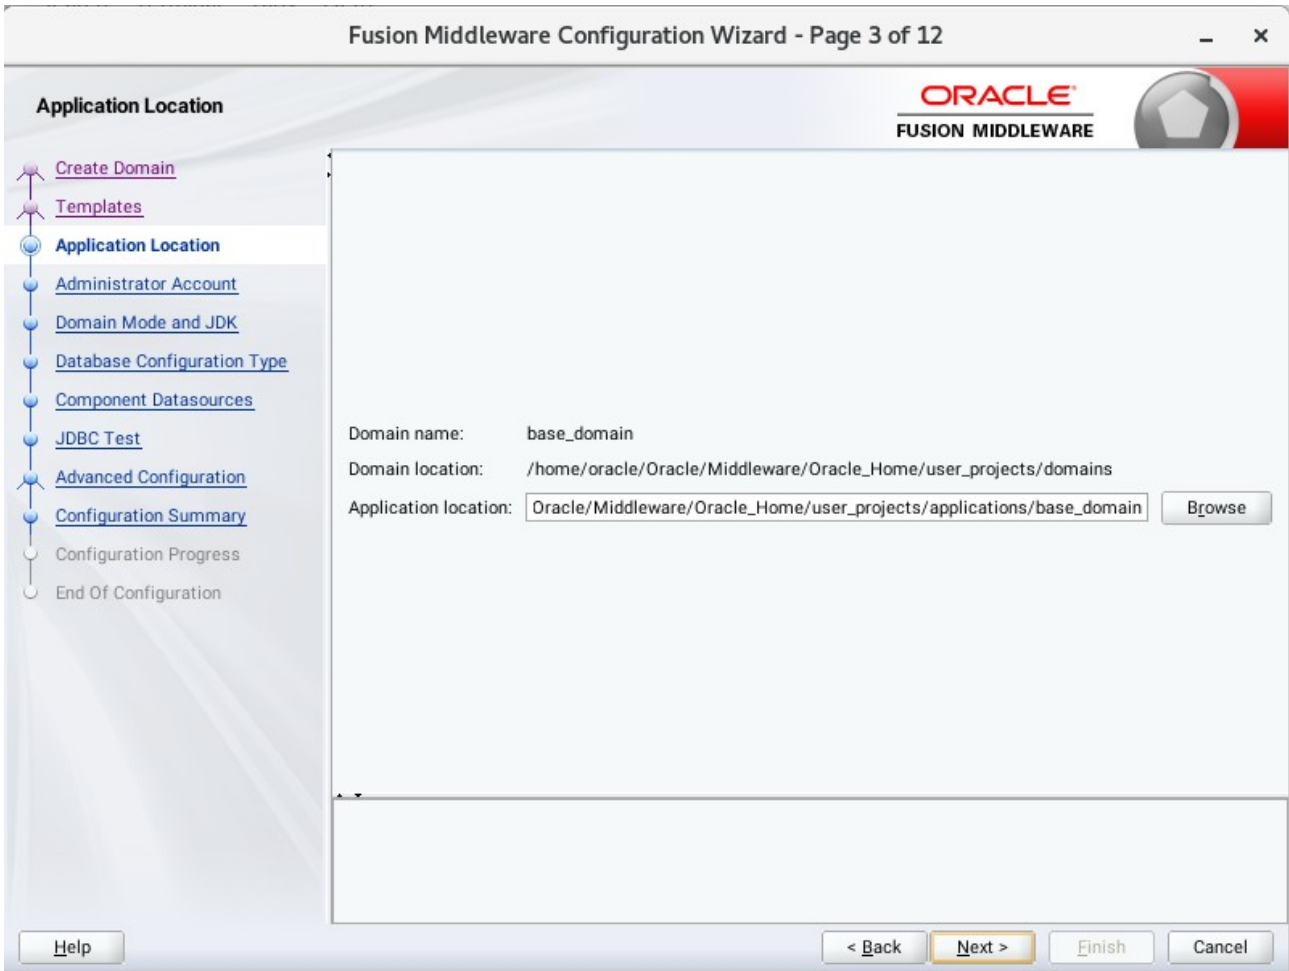 Fusion Middleware Configuration Wizard - Page 3 of 12
Application Location
ORACLE
FUSION MIDDLEWARE
Create Domain
Templates
Application Location
Administrator Account
Domain Mode and JDK
Database Configuration Type
Component Datasources
JDBC Test
Advanced Configuration
Configuration Summary
Configuration Progress
End Of Configuration
Domain name: base_domain
Domain location: /home/oracle/Oracle/Middleware/Oracle_Home/user_projects/domains
Application location: Oracle/Middleware/Oracle_Home/user_projects/applications/base_domain Browse
Help < Back Next > Finish Cancel